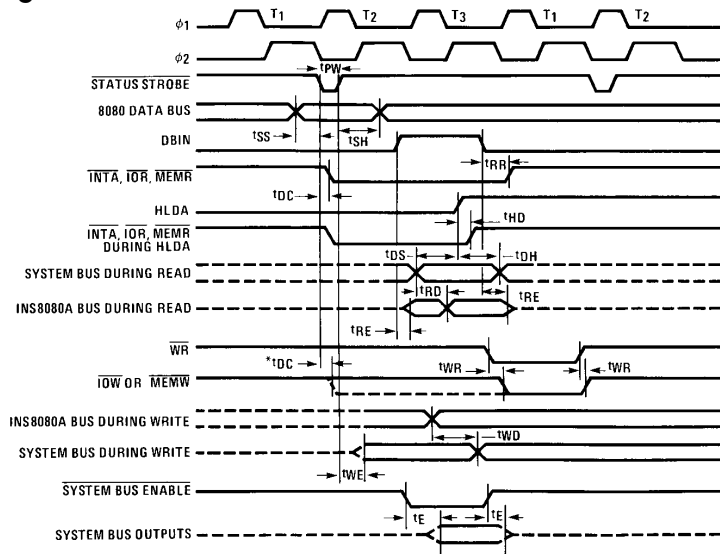 ϕ1 T1 T2 T3 T1 T2
ϕ2
tPW
STATUS STROBE
8080 DATA BUS
tSS tSH
DBIN
tRR
INTA, IOR, MEMR
tDC
HLDA
tHD
INTA, IOR, MEMR
DURING HLDA
tDS tDH
SYSTEM BUS DURING READ
tRD tRE
INS8080A BUS DURING READ
tRE
WR
*tDC tWR tWR
IOW OR MEMW
INS8080A BUS DURING WRITE
tWD
SYSTEM BUS DURING WRITE
tWE
SYSTEM BUS ENABLE
tE tE
SYSTEM BUS OUTPUTS